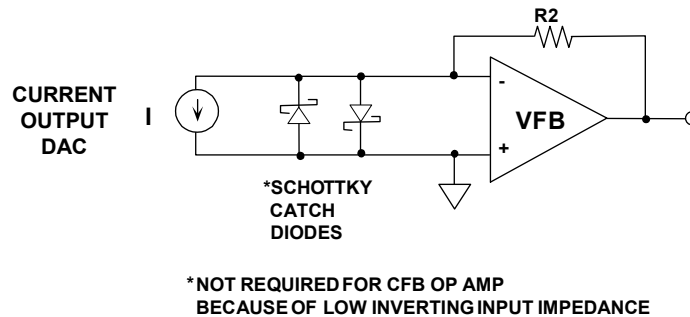 R2
CURRENT
OUTPUT
DAC
I
-
VFB
+
*SCHOTTKY
CATCH
DIODES
*NOT REQUIRED FOR CFB OP AMP
BECAUSE OF LOW INVERTING INPUT IMPEDANCE